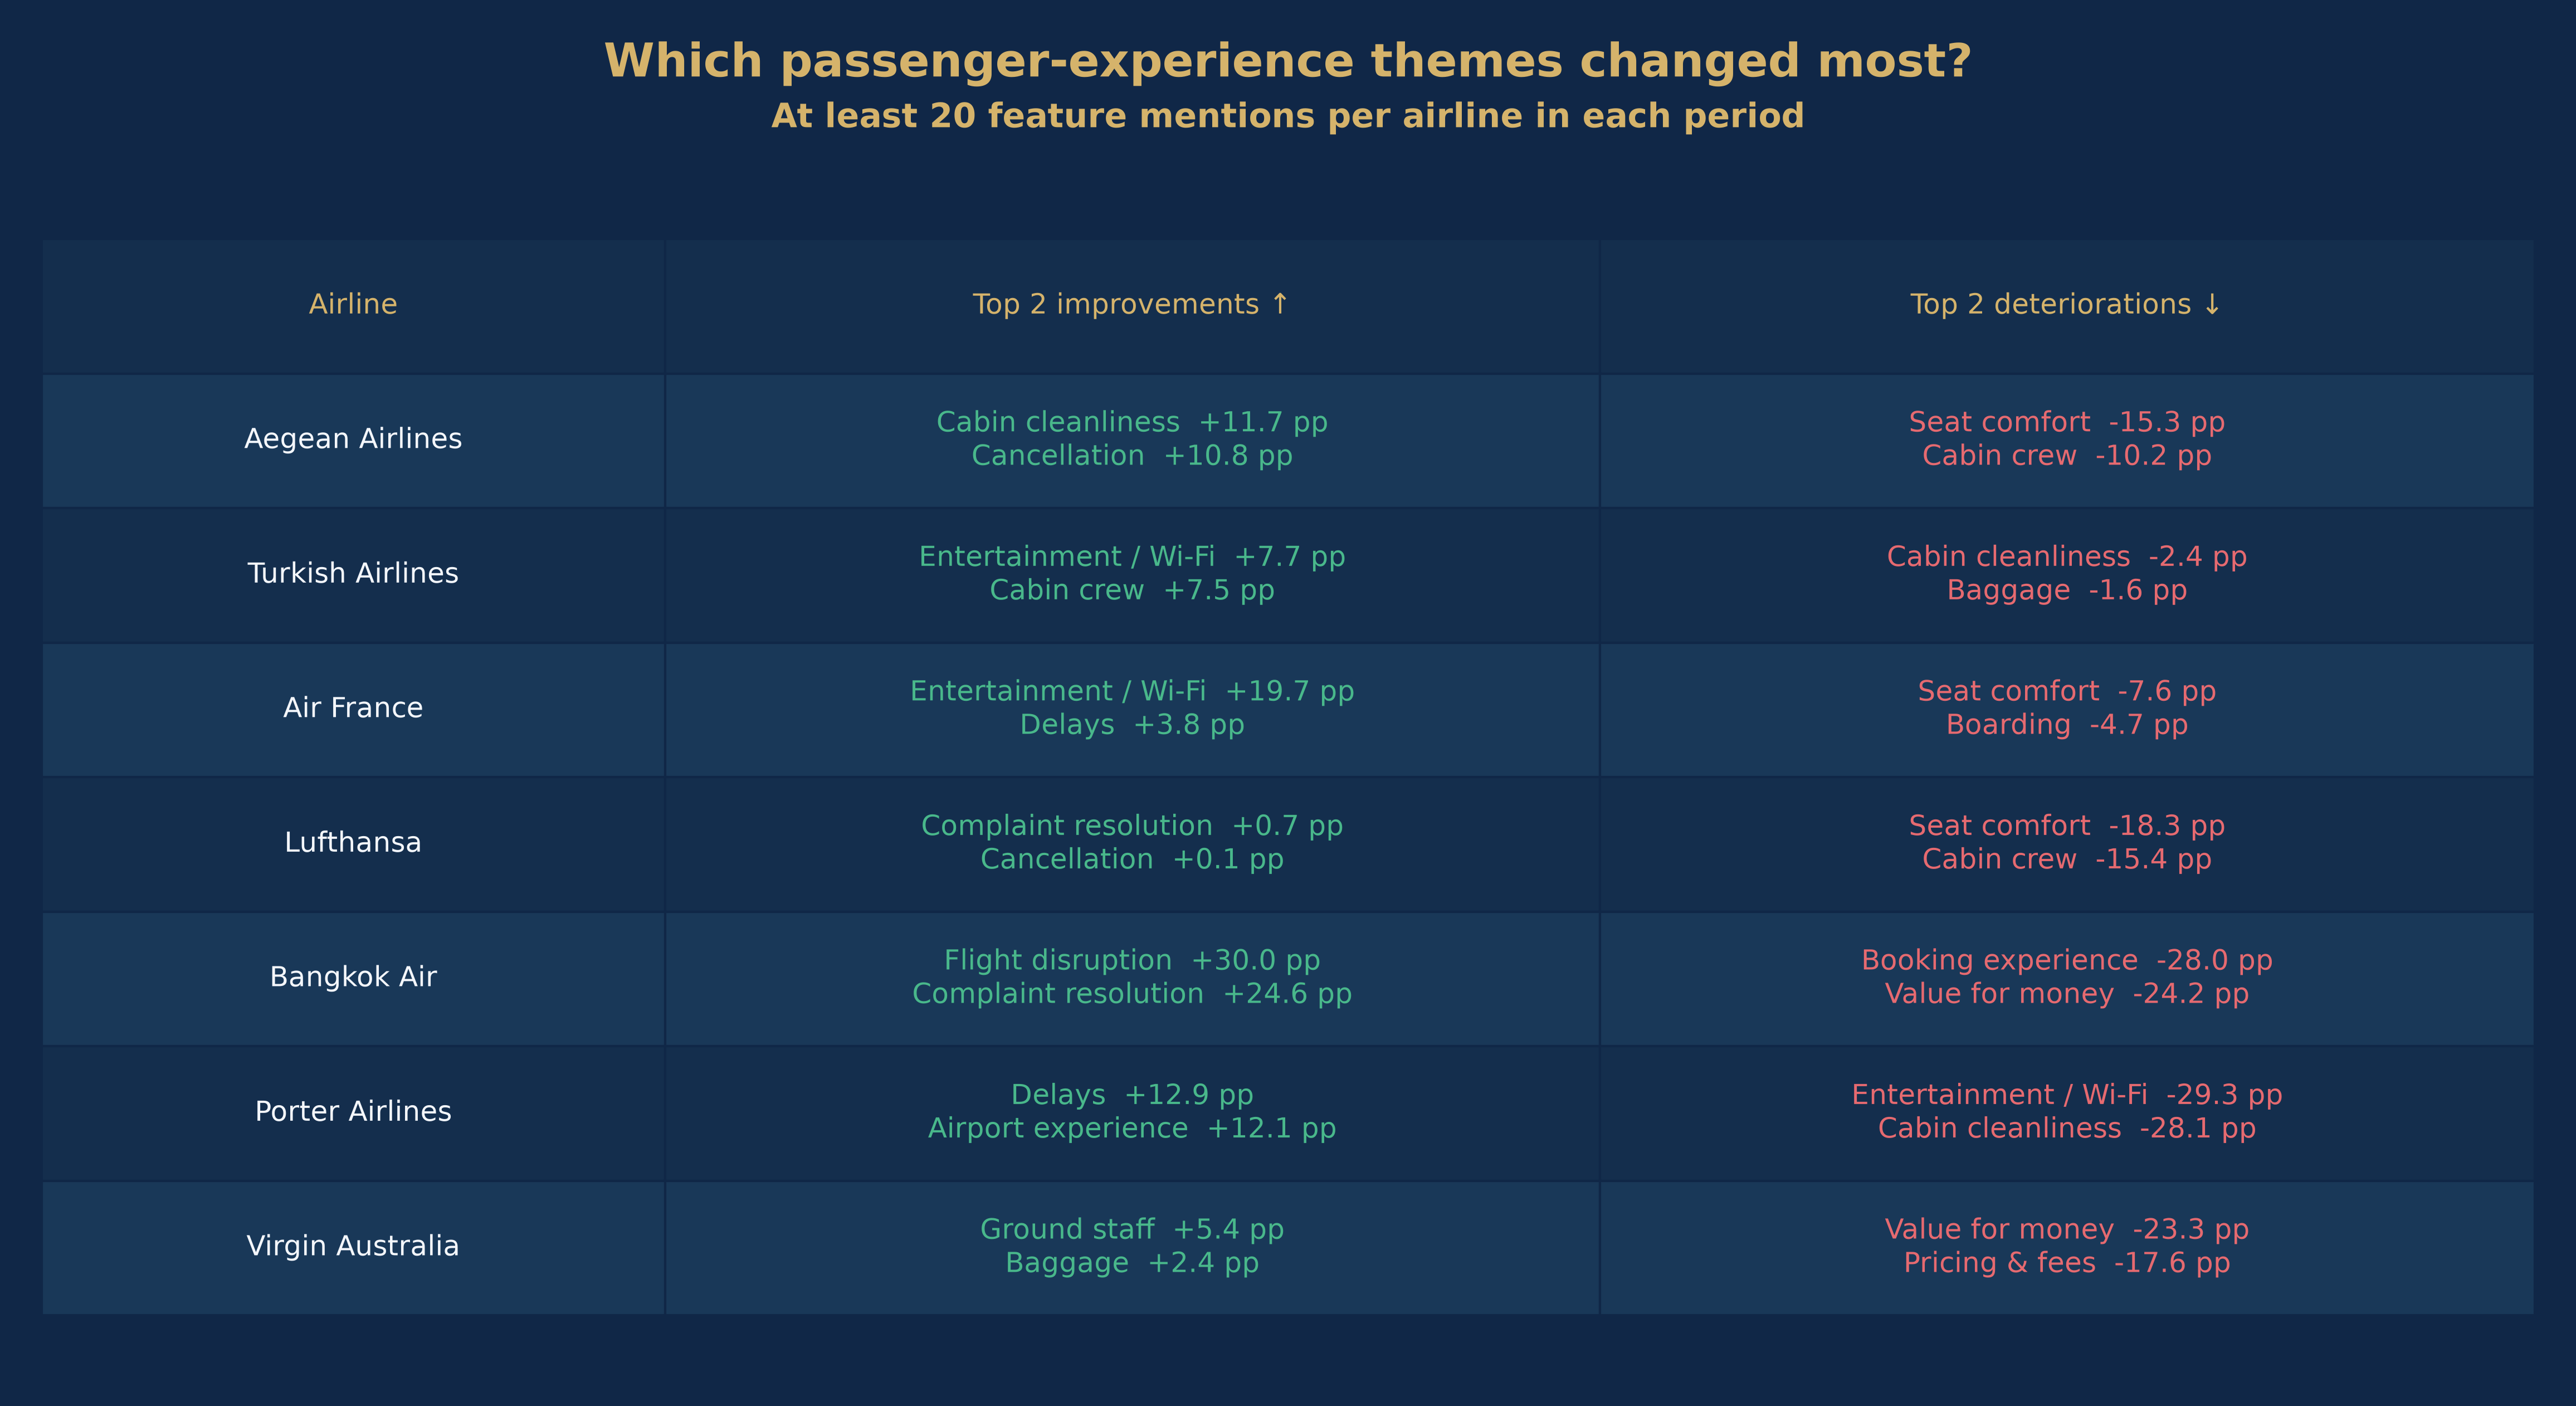 Which passenger-experience themes changed most?
At least 20 feature mentions per airline in each period
Airline
Top 2 improvements ↑
Top 2 deteriorations ↓
Aegean Airlines
Cabin cleanliness +11.7 pp
Cancellation +10.8 pp
Seat comfort -15.3 pp
Cabin crew -10.2 pp
Turkish Airlines
Entertainment / Wi-Fi +7.7 pp
Cabin crew +7.5 pp
Cabin cleanliness -2.4 pp
Baggage -1.6 pp
Air France
Entertainment / Wi-Fi +19.7 pp
Delays +3.8 pp
Seat comfort -7.6 pp
Boarding -4.7 pp
Lufthansa
Complaint resolution +0.7 pp
Cancellation +0.1 pp
Seat comfort -18.3 pp
Cabin crew -15.4 pp
Bangkok Air
Flight disruption +30.0 pp
Complaint resolution +24.6 pp
Booking experience -28.0 pp
Value for money -24.2 pp
Porter Airlines
Delays +12.9 pp
Airport experience +12.1 pp
Entertainment / Wi-Fi -29.3 pp
Cabin cleanliness -28.1 pp
Virgin Australia
Ground staff +5.4 pp
Baggage +2.4 pp
Value for money -23.3 pp
Pricing & fees -17.6 pp